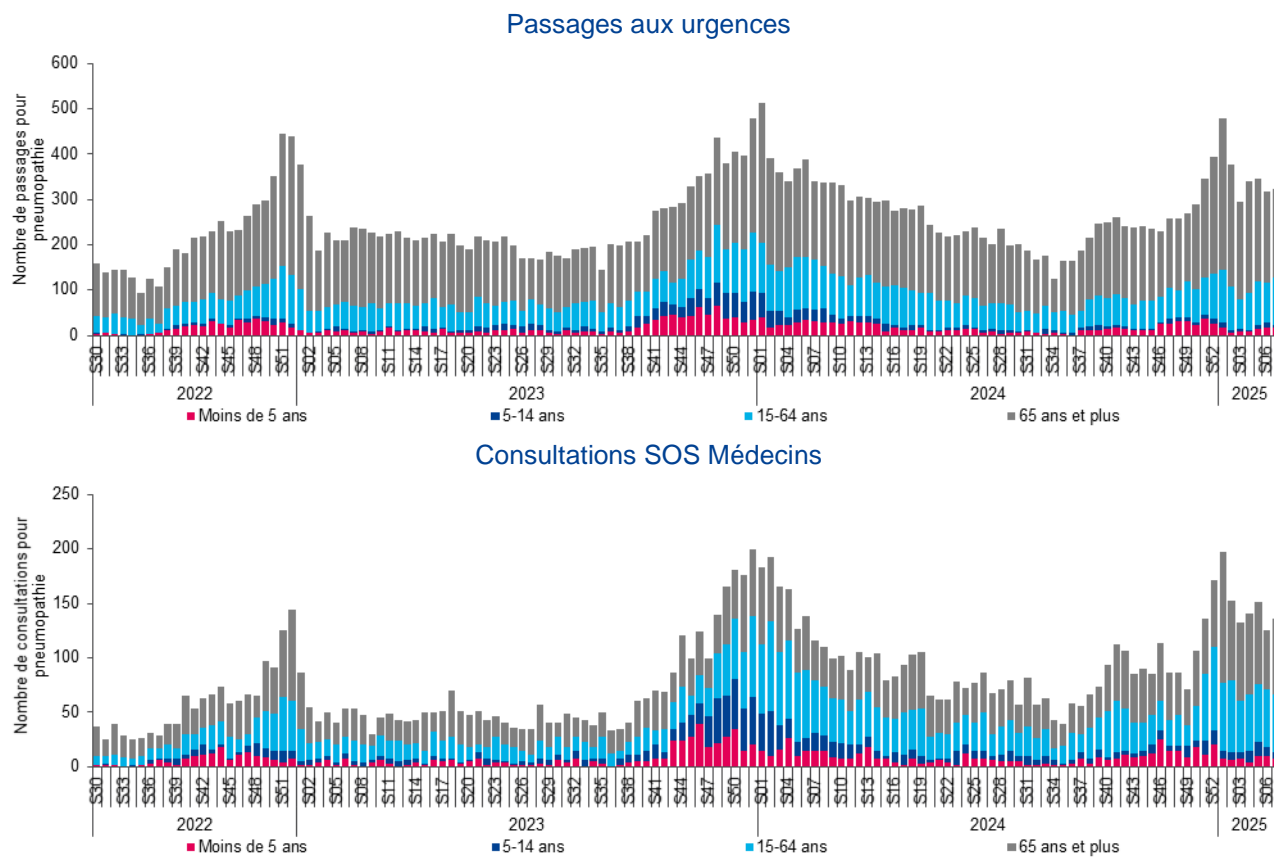 Passages aux urgences
Nombre de passages pour
pneumopathie
600
500
400
300
200
100
0
S30 S33 S36 S39 S42 S45 S48 S51 S02 S05 S08 S11 S14 S17 S20 S23 S26 S29 S32 S35 S38 S41 S44 S47 S50 S01 S04 S07 S10 S13 S16 S19 S22 S25 S28 S31 S34 S37 S40 S43 S46 S49 S52 S03 S06
2022 2023 2024 2025
Moins de 5 ans 5-14 ans 15-64 ans 65 ans et plus
Consultations SOS Médecins
Nombre de consultations pour
pneumopathie
250
200
150
100
50
0
S30 S33 S36 S39 S42 S45 S48 S51 S02 S05 S08 S11 S14 S17 S20 S23 S26 S29 S32 S35 S38 S41 S44 S47 S50 S01 S04 S07 S10 S13 S16 S19 S22 S25 S28 S31 S34 S37 S40 S43 S46 S49 S52 S03 S06
2022 2023 2024 2025
Moins de 5 ans 5-14 ans 15-64 ans 65 ans et plus